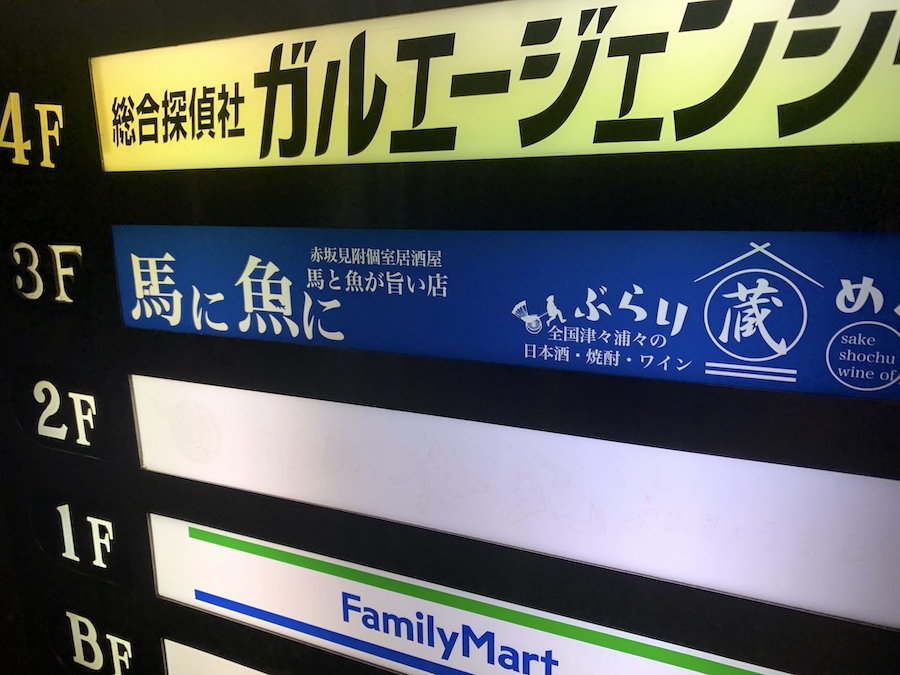 4F
総合探偵社 ガルエージェンシ
3F
馬に魚に
赤坂見附個室居酒屋
馬と魚が旨い店
ぶらり
全国津々浦々の
日本酒・焼酎・ワイン
蔵
め
sake
shochu
wine of
2F
1F
FamilyMart
BF